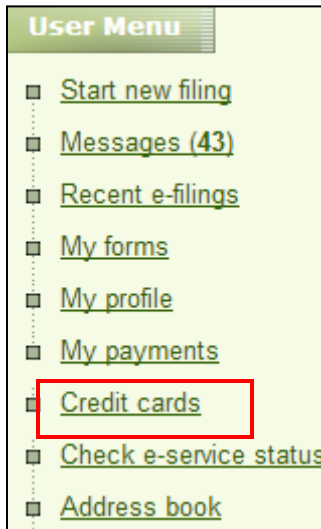 User Menu
Start new filing
Messages (43)
Recent e-filings
My forms
My profile
My payments
Credit cards
Check e-service status
Address book